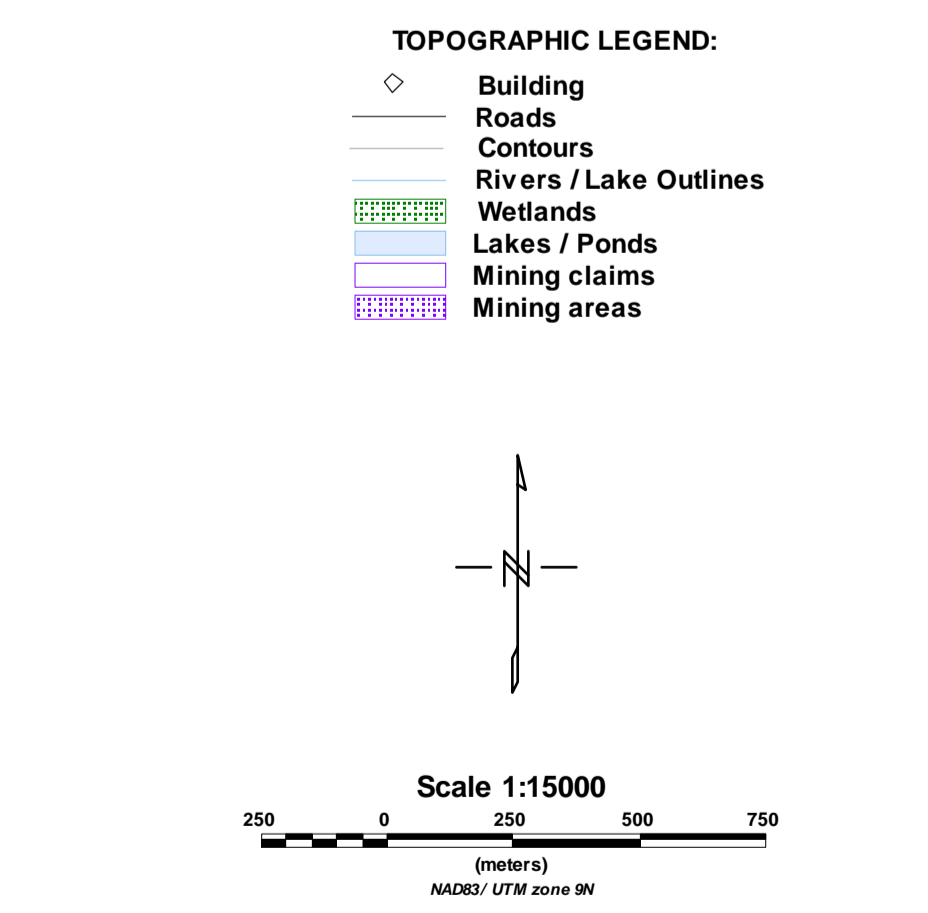 TOPOGRAPHIC LEGEND:
Building
Roads
Contours
Rivers / Lake Outlines
Wetlands
Lakes / Ponds
Mining claims
Mining areas
N
Scale 1:15000
250 0 250 500 750
(meters)
NAD83 / UTM zone 9N